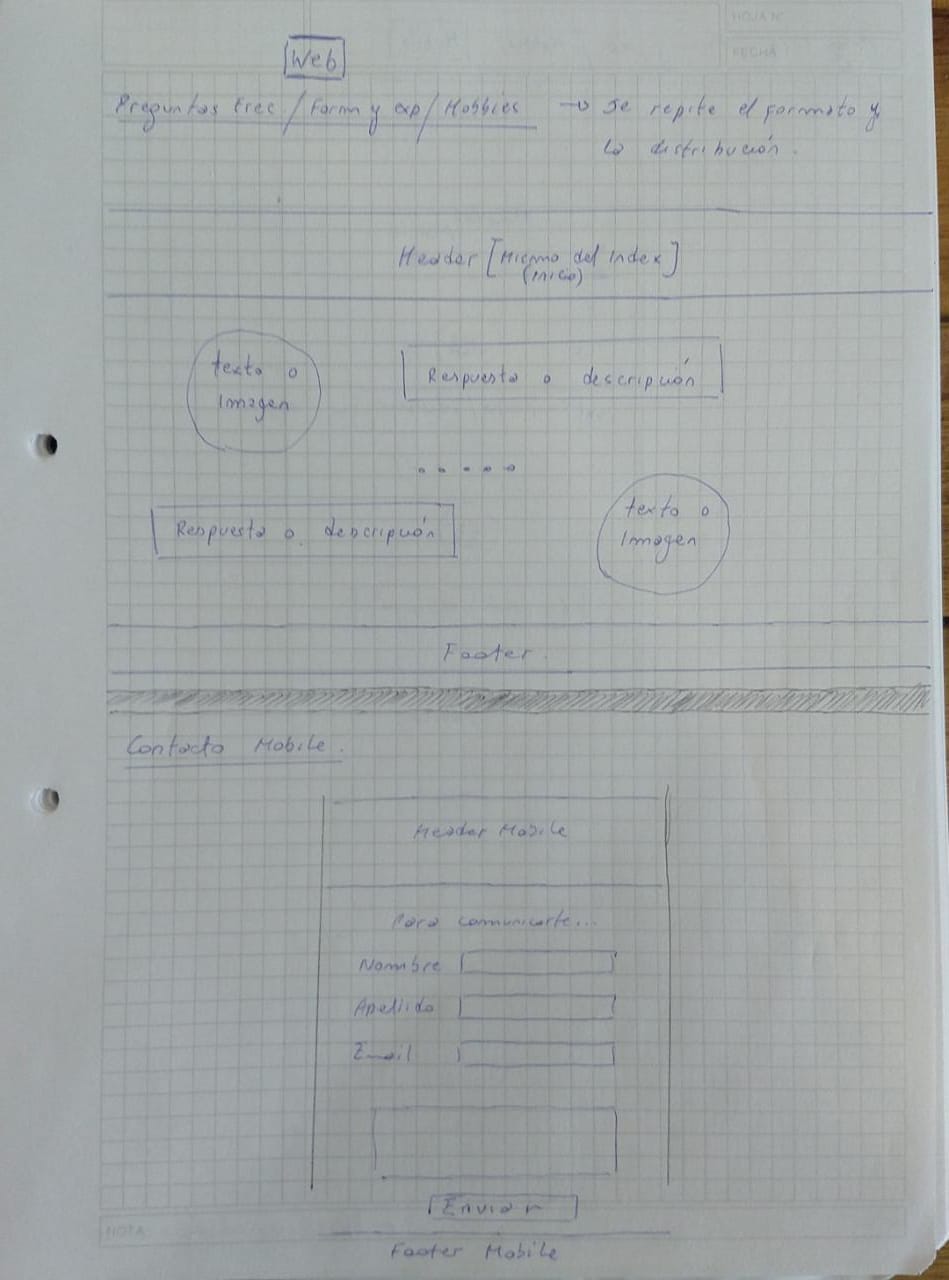 HOJA Nº
FECHA
Web
Preguntas frec / Form y exp / Hobbies → Se repite el formato y
la distribución.
Header [Mismo del Index]
(Inicio)
texto o
Imagen
Respuesta o descripción
texto o
Imagen
Respuesta o descripción
Footer.
Contacto Mobile.
Header Mobile
Para comunicarte...
Nombre
Apellido
Email
Enviar
NOTA
Footer Mobile